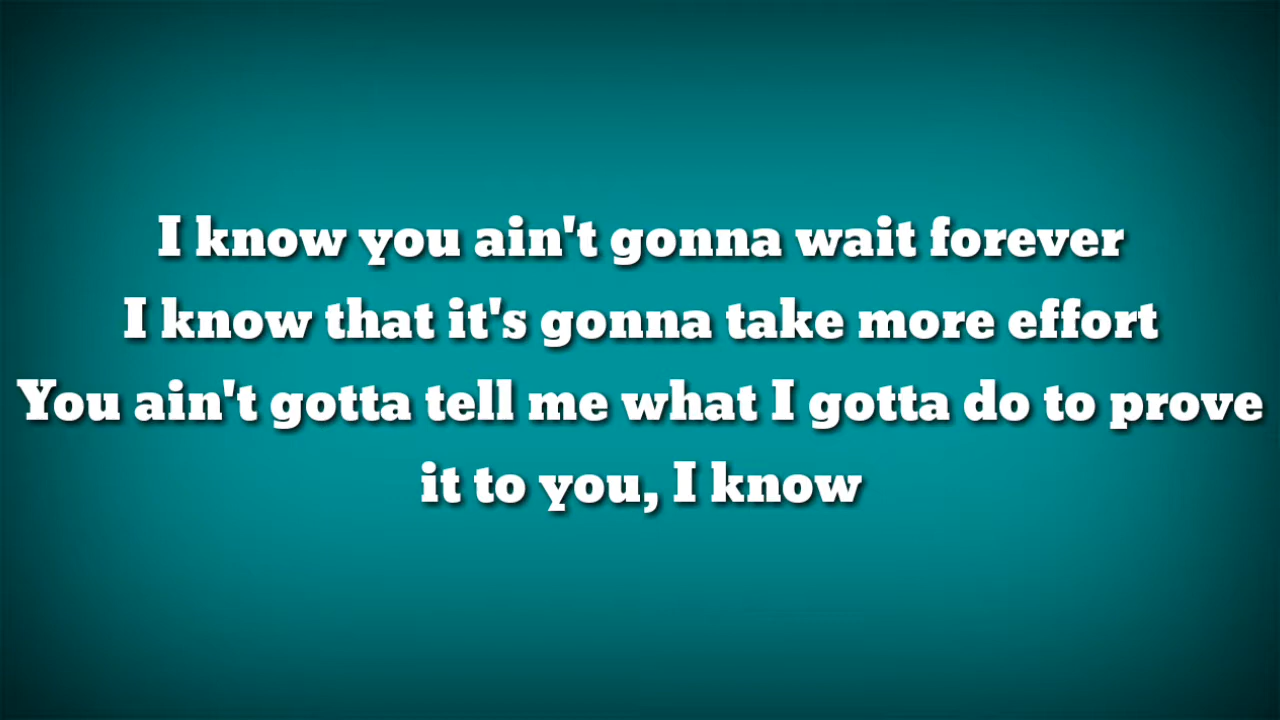 I know you ain't gonna wait forever
I know that it's gonna take more effort
You ain't gotta tell me what I gotta do to prove
it to you, I know